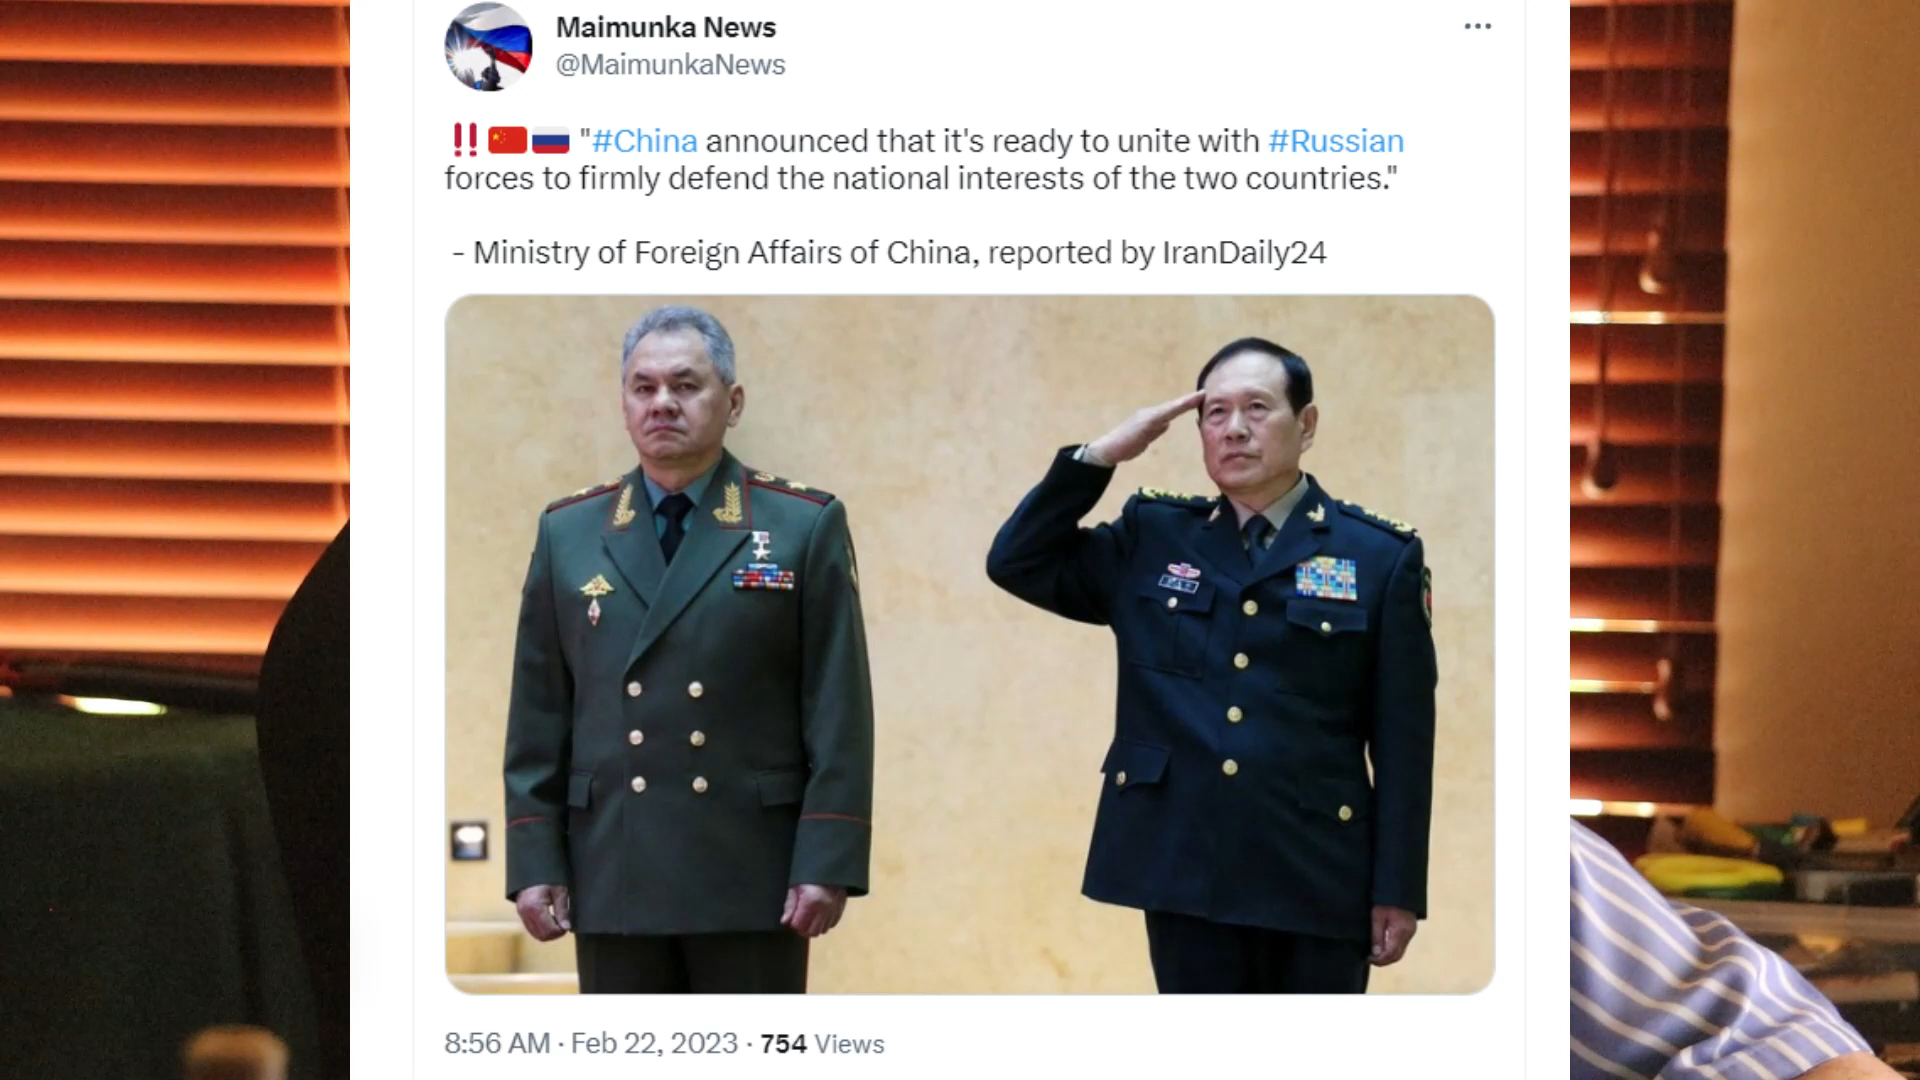 Maimunka News
@MaimunkaNews
‼️🇨🇳🇷🇺 "#China announced that it's ready to unite with #Russian
forces to firmly defend the national interests of the two countries."
- Ministry of Foreign Affairs of China, reported by IranDaily24
8:56 AM · Feb 22, 2023 · 754 Views